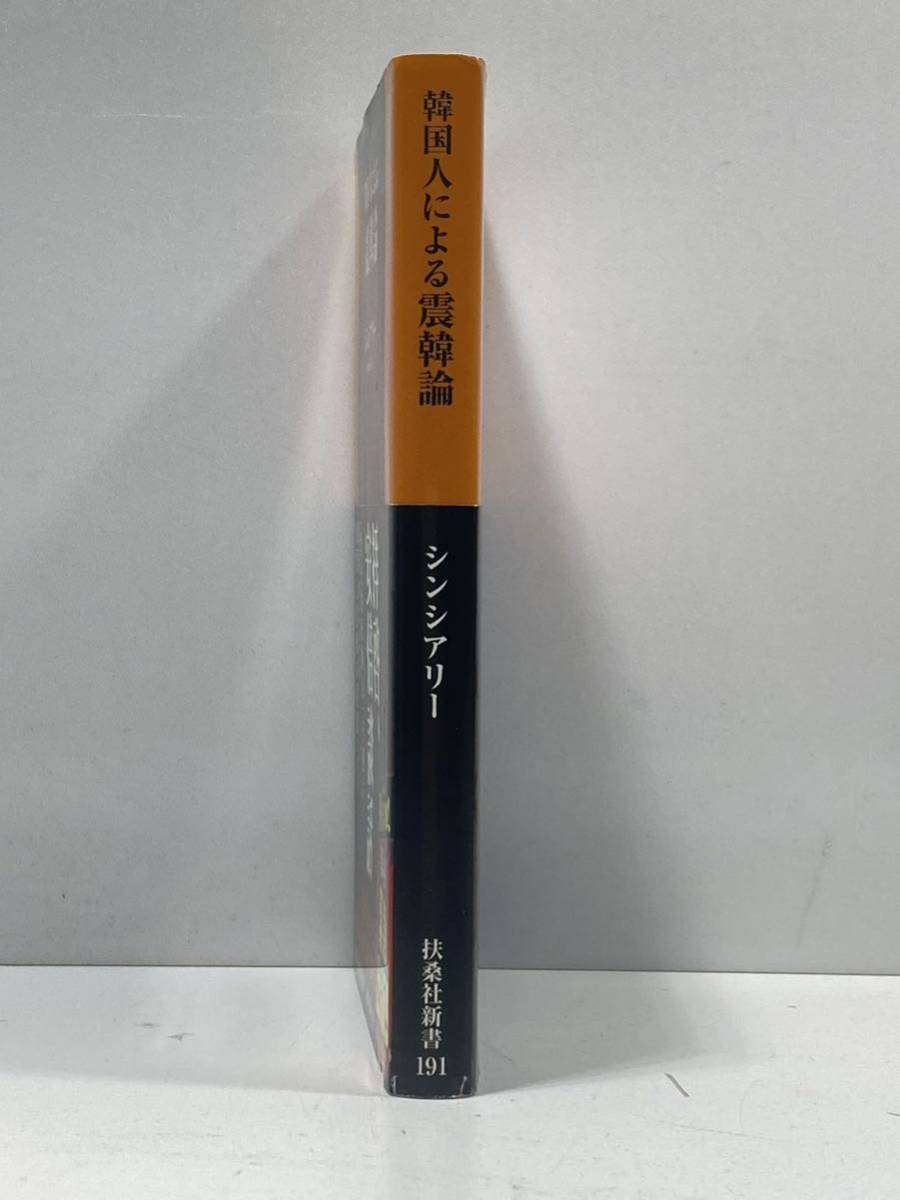 韓国人による震韓論
シンシアリー
扶桑社新書
191